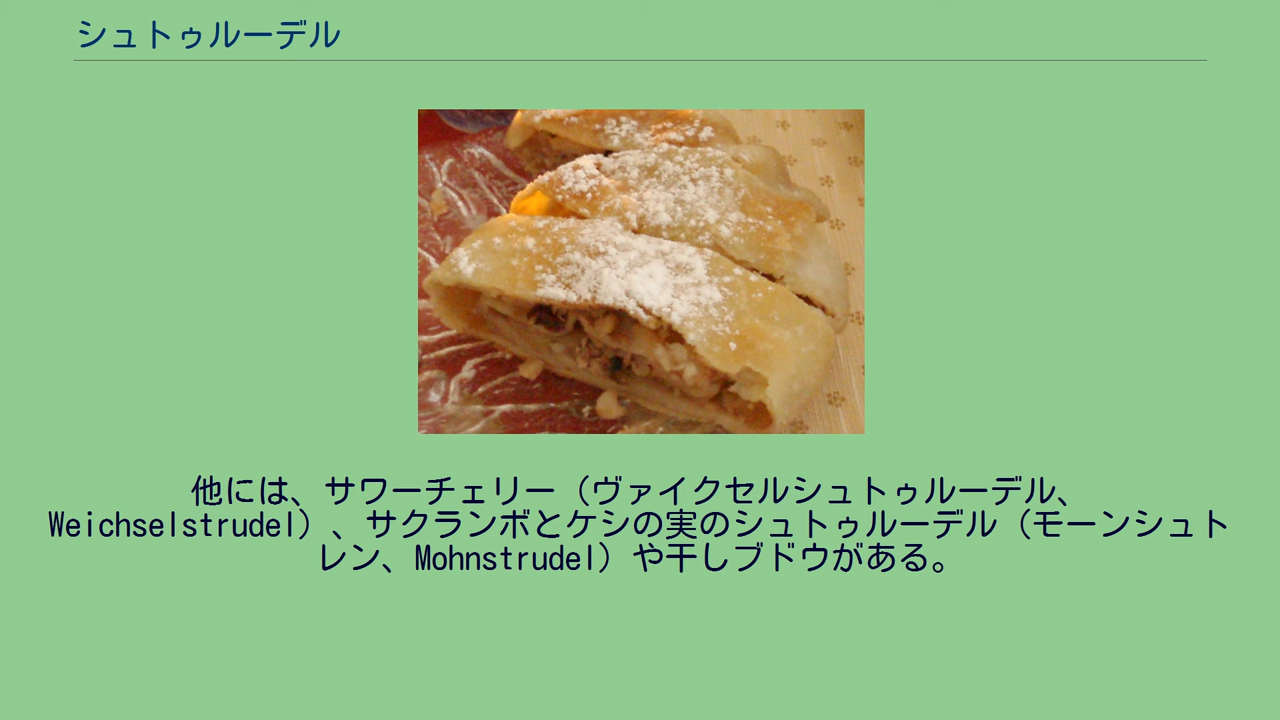 シュトゥルーデル
他には、サワーチェリー（ヴァイクセルシュトゥルーデル、
Weichselstrudel）、サクランボとケシの実のシュトゥルーデル（モーンシュト
レン、Mohnstrudel）や干しブドウがある。